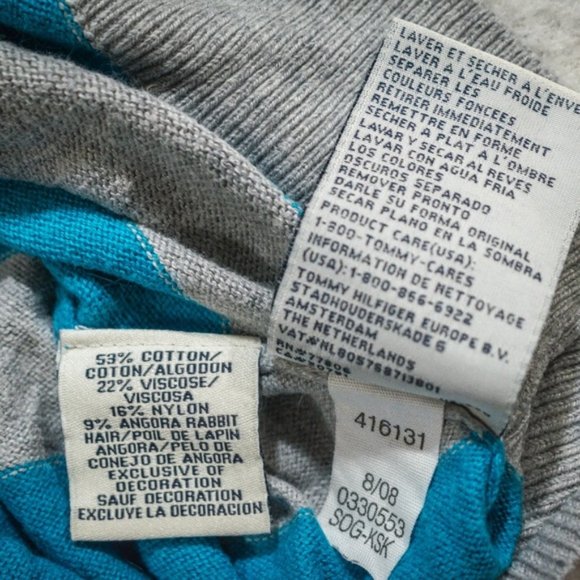 LAVER ET SECHER A L'ENVE
LAVER A L'EAU FROIDE
SEPARER LES
COULEURS FONCEES
RETIRER IMMEDIATEMENT
REMETTRE EN FORME
SECHER A PLAT A L'OMBRE
LAVAR Y SECAR AL REVES
LAVAR CON AGUA FRIA
LOS COLORES
OSCUROS SEPARADO
REMOVER PRONTO
DARLE SU FORMA ORIGINAL
SECAR PLANO EN LA SOMBRA
PRODUCT CARE(USA):
1-800-TOMMY-CARES
INFORMATION DE NETTOYAGE
(USA):1-800-866-6922
TOMMY HILFIGER EUROPE B.V.
STADHOUDERSKADE 6
AMSTERDAM
THE NETHERLANDS
VAT#NL805758713B01
RN#77806
53% COTTON/
COTON/ALGODON
22% VISCOSE/
VISCOSA
16% NYLON
9% ANGORA RABBIT
HAIR/POIL DE LAPIN
ANGORA/PELO DE
CONEJO DE ANGORA
EXCLUSIVE OF
DECORATION
SAUF DECORATION
EXCLUYE LA DECORACION
416131
8/08
0330553
SOG-XSK